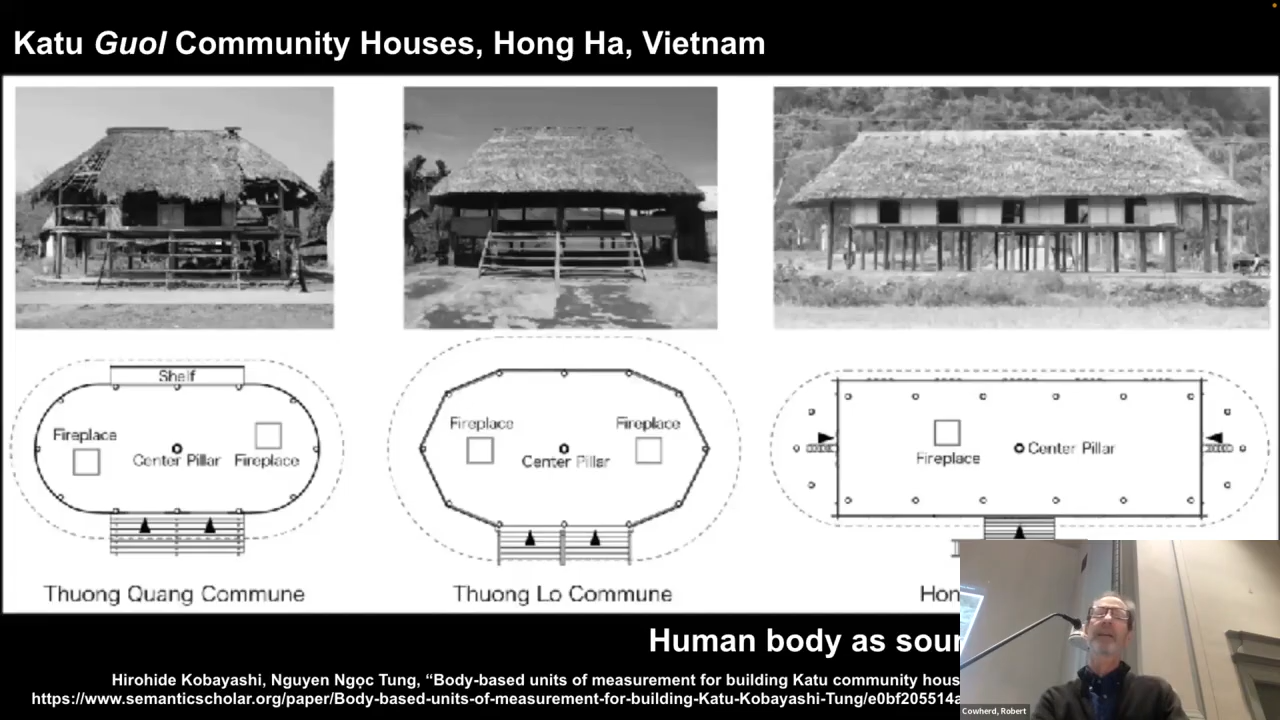 Katu Guol Community Houses, Hong Ha, Vietnam
Shelf
Fireplace
Center Pillar
Fireplace
Thuong Quang Commune
Fireplace
Fireplace
Center Pillar
Thuong Lo Commune
Fireplace
Center Pillar
Human body as
Hirohide Kobayashi, Nguyen Ngọc Tung, “Body-based units of measurement for building Katu community
https://www.semanticscholar.org/paper/Body-based-units-of-measurement-for-building-Katu-Kobayashi-Tung/e0bf205514a
Cowherd, Robert